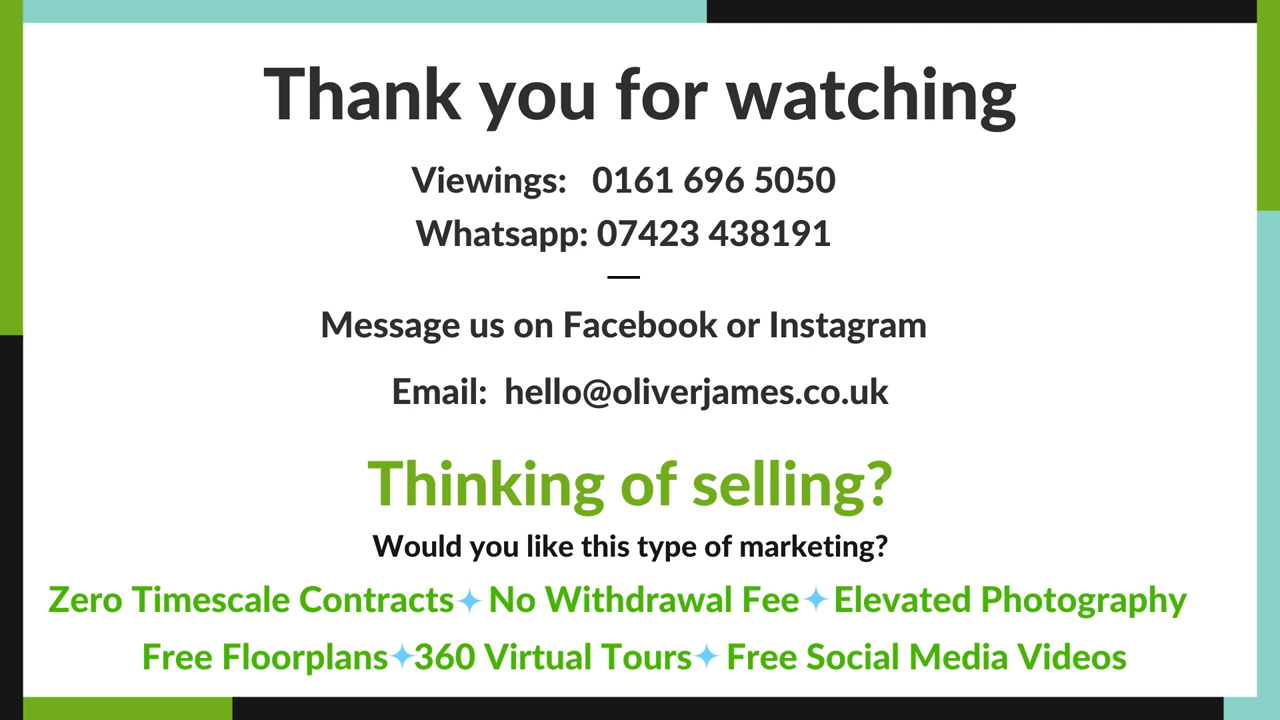 Thank you for watching
Viewings: 0161 696 5050
Whatsapp: 07423 438191
—
Message us on Facebook or Instagram
Email: hello@oliverjames.co.uk
Thinking of selling?
Would you like this type of marketing?
Zero Timescale Contracts✦ No Withdrawal Fee✦ Elevated Photography
Free Floorplans✦360 Virtual Tours✦ Free Social Media Videos